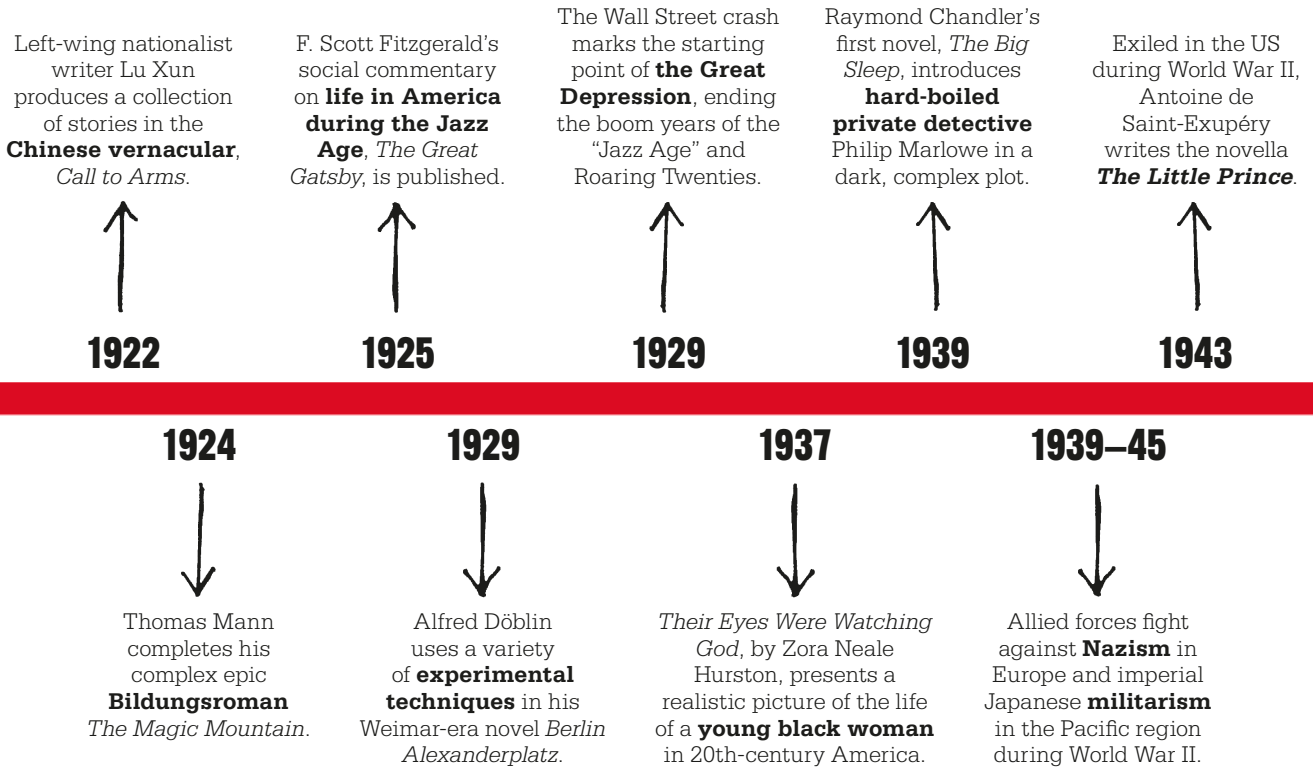 Left-wing nationalist
writer Lu Xun
produces a collection
of stories in the
Chinese vernacular,
Call to Arms.
1922
F. Scott Fitzgerald’s
social commentary
on life in America
during the Jazz
Age, The Great
Gatsby, is published.
1925
The Wall Street crash
marks the starting
point of the Great
Depression, ending
the boom years of the
“Jazz Age” and
Roaring Twenties.
1929
Raymond Chandler’s
first novel, The Big
Sleep, introduces
hard-boiled
private detective
Philip Marlowe in a
dark, complex plot.
1939
Exiled in the US
during World War II,
Antoine de
Saint-Exupéry
writes the novella
The Little Prince.
1943
1924
Thomas Mann
completes his
complex epic
Bildungsroman
The Magic Mountain.
1929
Alfred Döblin
uses a variety
of experimental
techniques in his
Weimar-era novel Berlin
Alexanderplatz.
1937
Their Eyes Were Watching
God, by Zora Neale
Hurston, presents a
realistic picture of the life
of a young black woman
in 20th-century America.
1939–45
Allied forces fight
against Nazism in
Europe and imperial
Japanese militarism
in the Pacific region
during World War II.